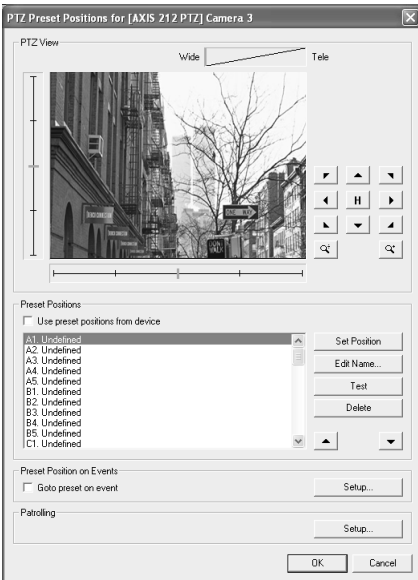 PTZ Preset Positions for [AXIS 212 PTZ] Camera 3
PTZ View
Wide
Tele
ONE WAY
H
Preset Positions
Use preset positions from device
A1. Undefined
A2. Undefined
A3. Undefined
A4. Undefined
A5. Undefined
B1. Undefined
B2. Undefined
B3. Undefined
B4. Undefined
B5. Undefined
C1. Undefined
Set Position
Edit Name...
Test
Delete
Preset Position on Events
Goto preset on event
Setup...
Patrolling
Setup...
OK
Cancel